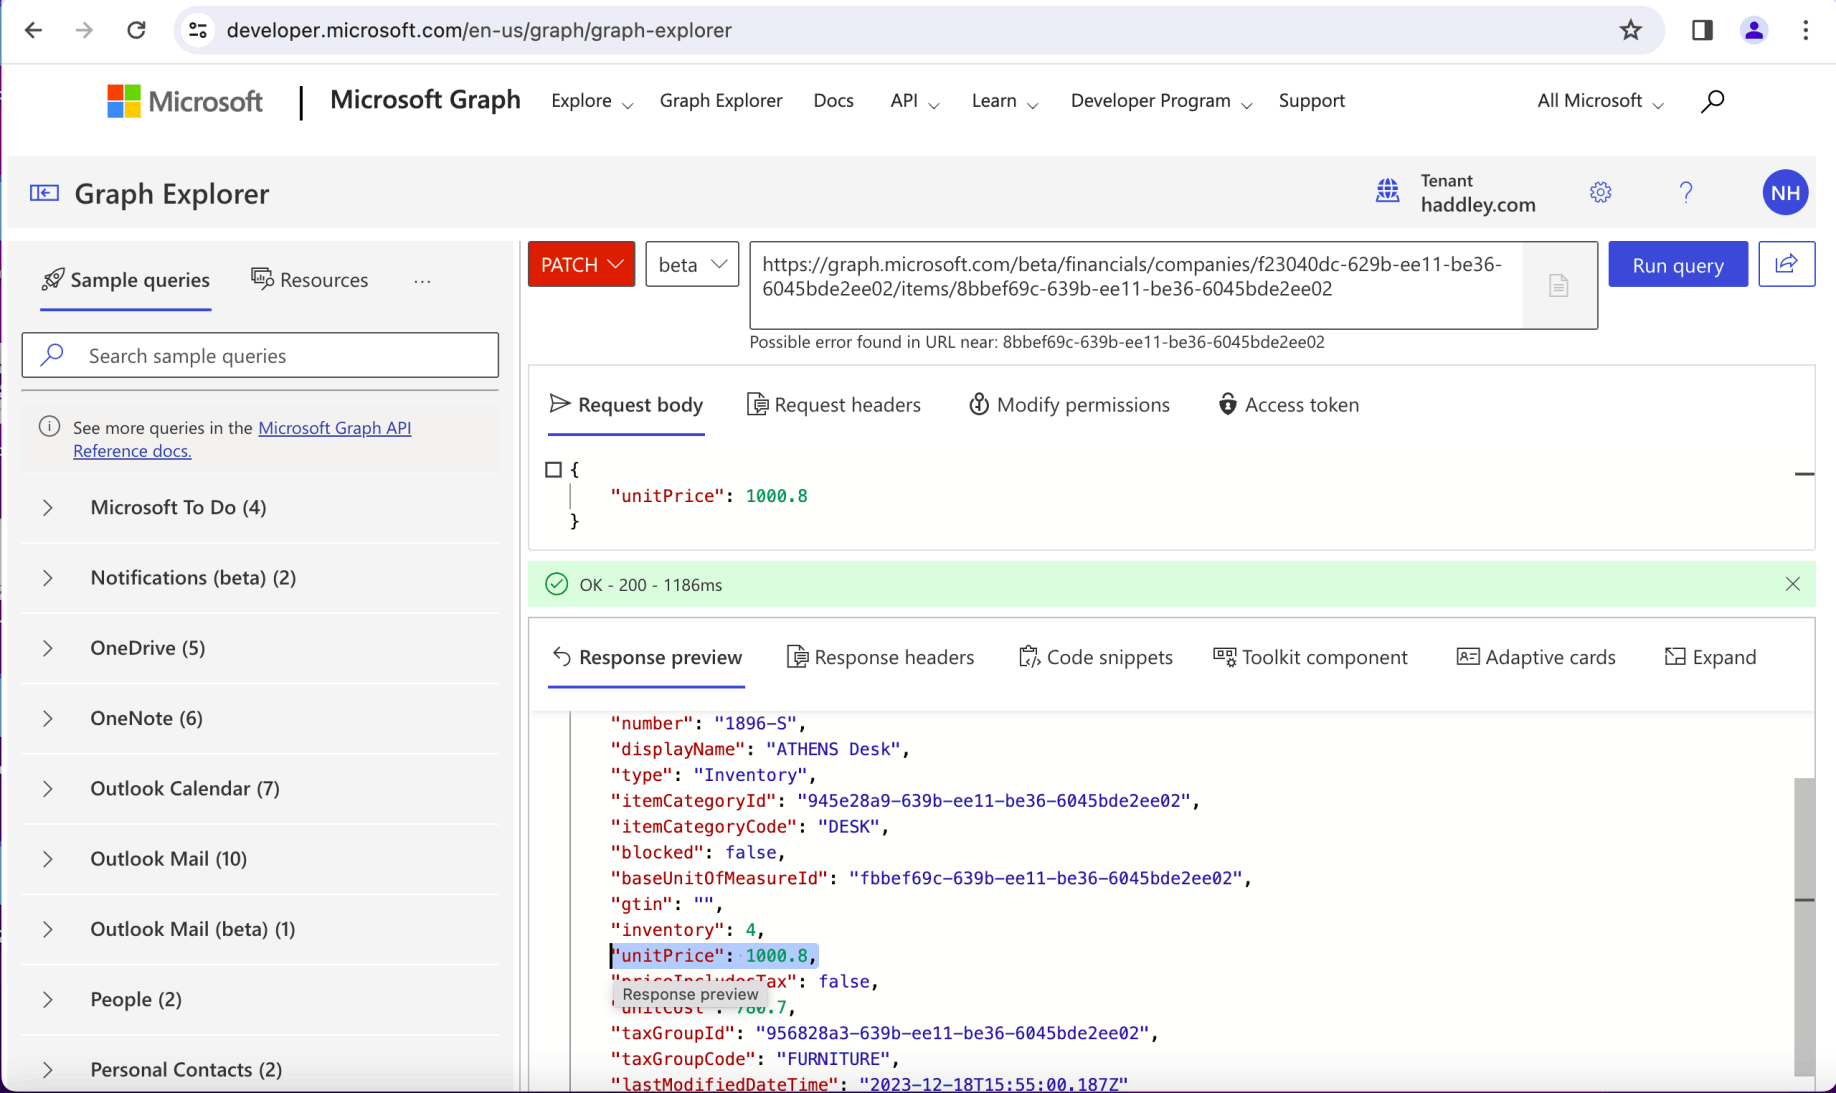 developer.microsoft.com/en-us/graph/graph-explorer
Microsoft
Microsoft Graph
Explore
Graph Explorer
Docs
API
Learn
Developer Program
Support
All Microsoft
Graph Explorer
Tenant
haddley.com
?
NH
Sample queries
Resources
...
Search sample queries
See more queries in the Microsoft Graph API
Reference docs.
Microsoft To Do (4)
Notifications (beta) (2)
OneDrive (5)
OneNote (6)
Outlook Calendar (7)
Outlook Mail (10)
Outlook Mail (beta) (1)
People (2)
Personal Contacts (2)
PATCH
beta
https://graph.microsoft.com/beta/financials/companies/f23040dc-629b-ee11-be36-
6045bde2ee02/items/8bbef69c-639b-ee11-be36-6045bde2ee02
Run query
Possible error found in URL near: 8bbef69c-639b-ee11-be36-6045bde2ee02
Request body
Request headers
Modify permissions
Access token
{
"unitPrice": 1000.8
}
OK - 200 - 1186ms
Response preview
Response headers
Code snippets
Toolkit component
Adaptive cards
Expand
"number": "1896-S",
"displayName": "ATHENS Desk",
"type": "Inventory",
"itemCategoryId": "945e28a9-639b-ee11-be36-6045bde2ee02",
"itemCategoryCode": "DESK",
"blocked": false,
"baseUnitOfMeasureId": "fbbef69c-639b-ee11-be36-6045bde2ee02",
"gtin": "",
"inventory": 4,
"unitPrice": 1000.8,
"priceIncludesTax": false,
Response preview
"unitCost": 780.7,
"taxGroupId": "956828a3-639b-ee11-be36-6045bde2ee02",
"taxGroupCode": "FURNITURE",
"lastModifiedDateTime": "2023-12-18T15:55:00.187Z"